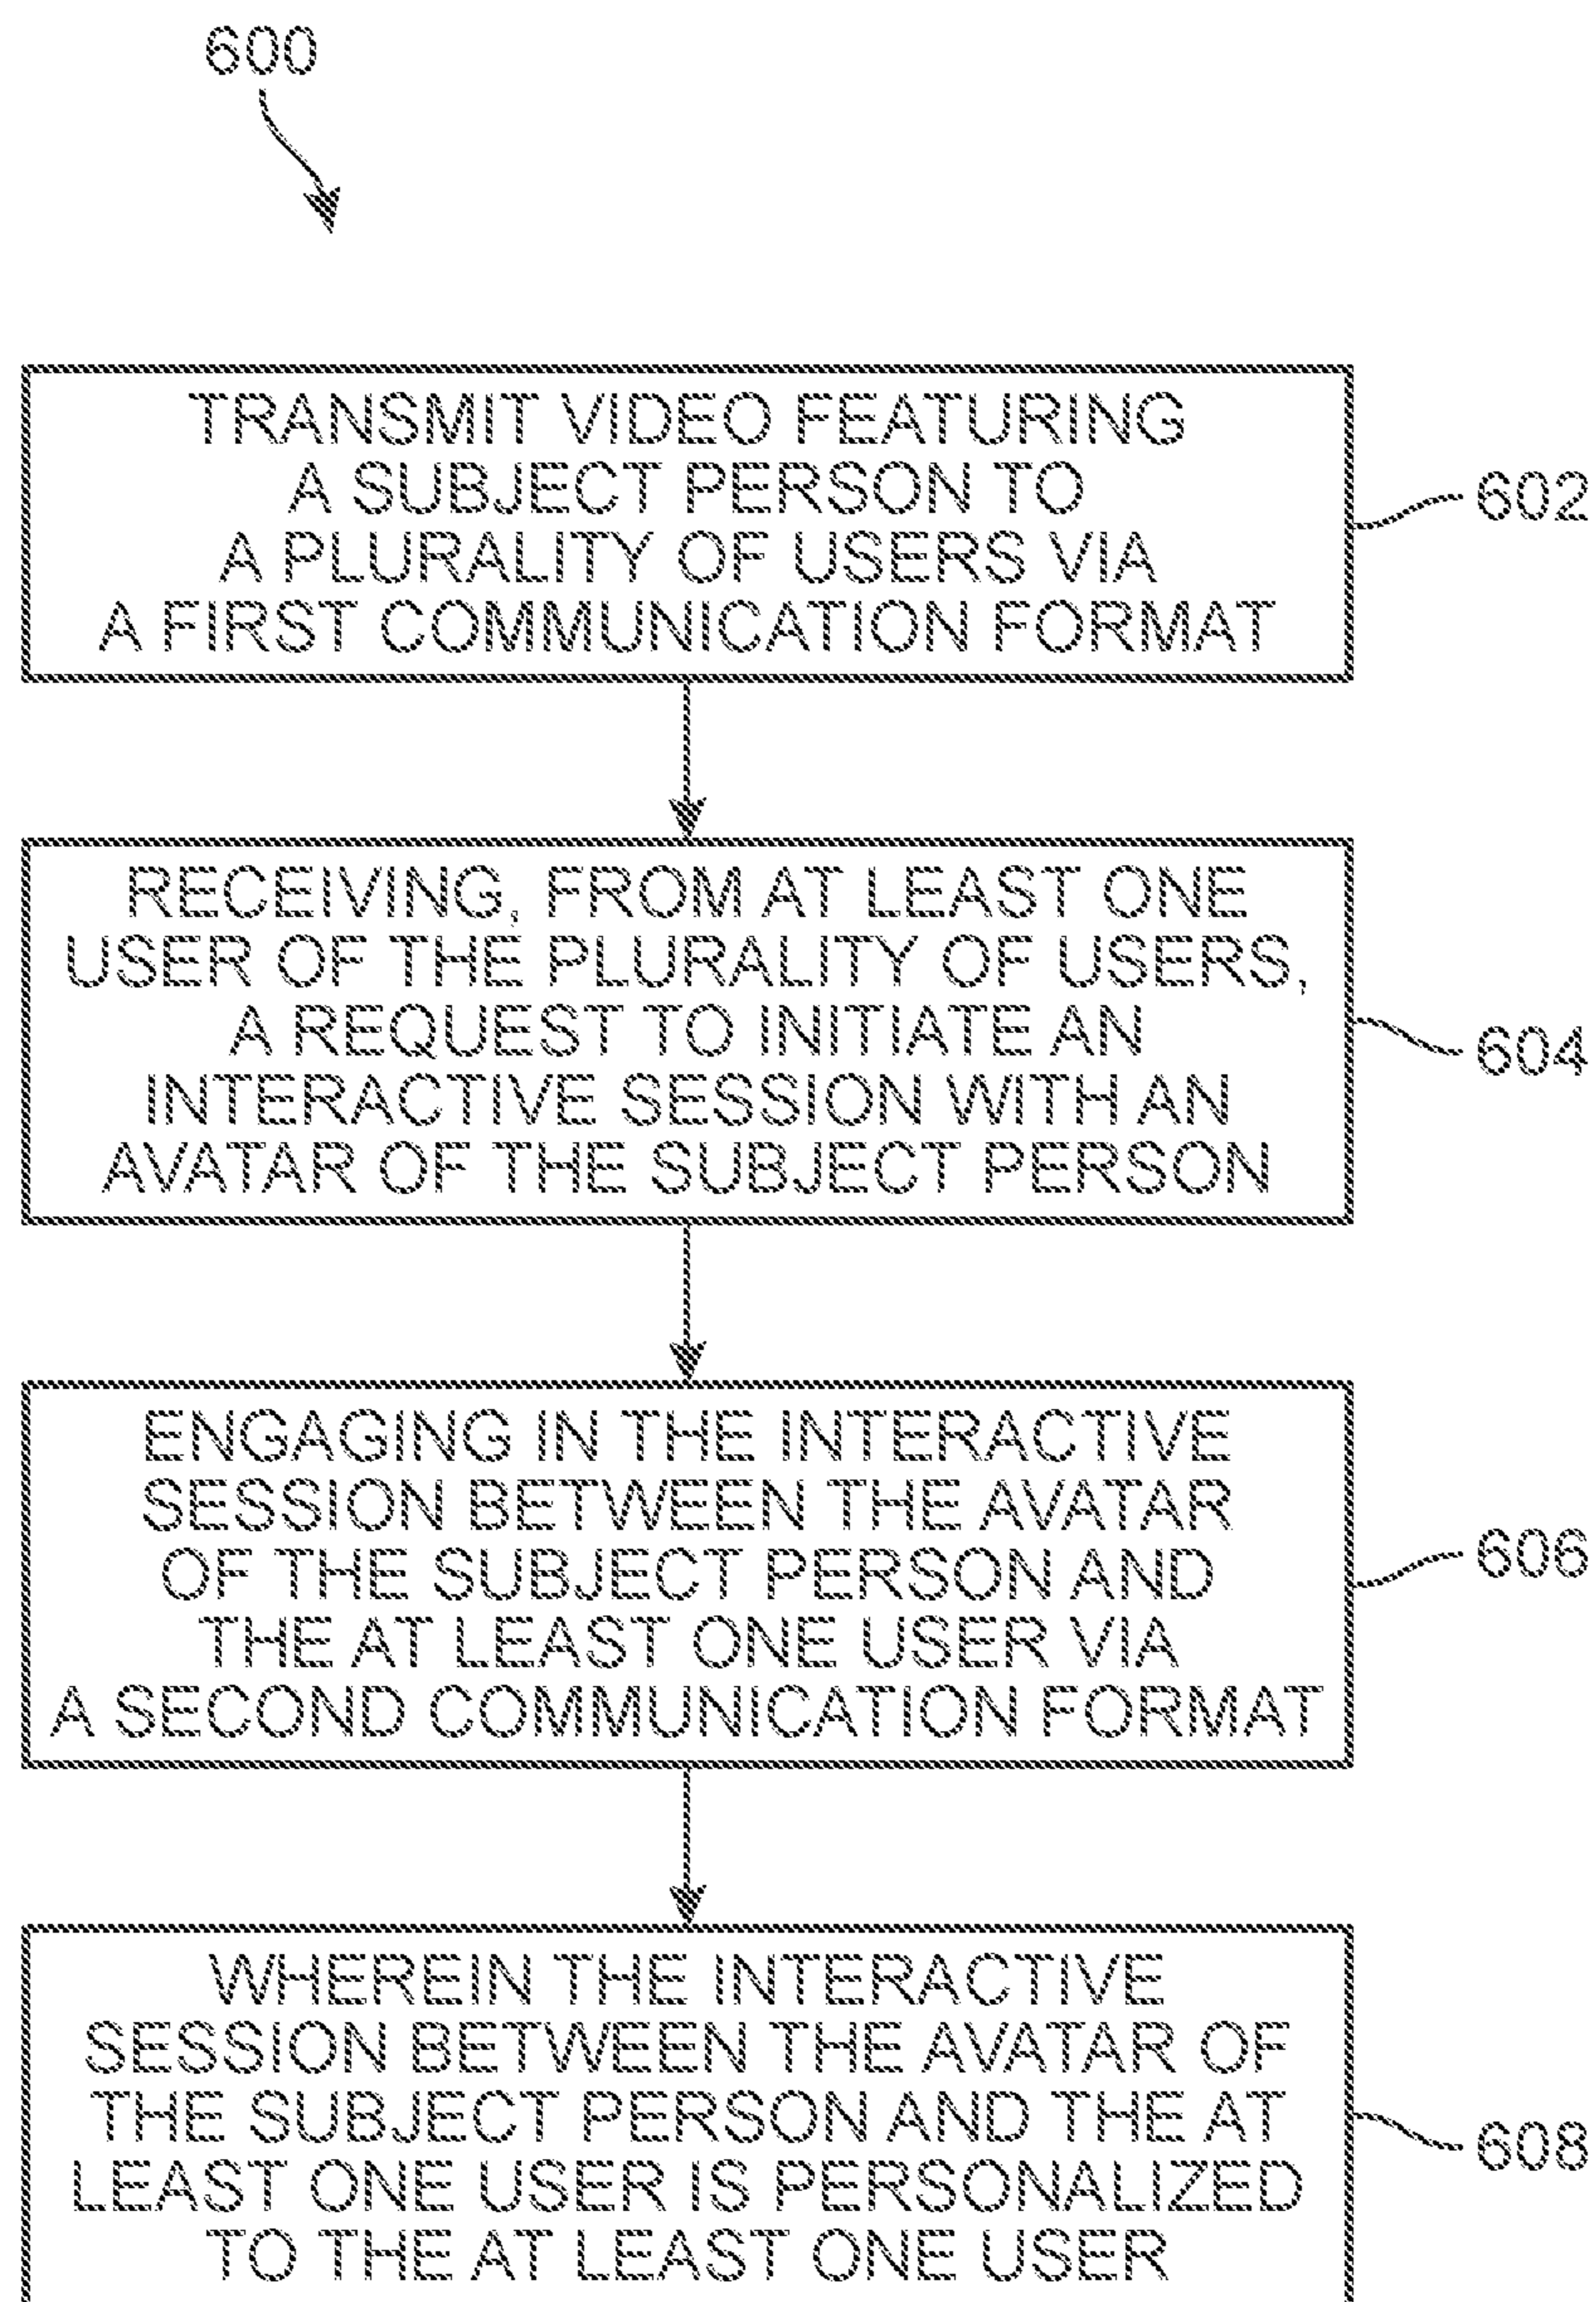 600
TRANSMIT VIDEO FEATURING
A SUBJECT PERSON TO
A PLURALITY OF USERS VIA
A FIRST COMMUNICATION FORMAT
602
RECEIVING, FROM AT LEAST ONE
USER OF THE PLURALITY OF USERS,
A REQUEST TO INITIATE AN
INTERACTIVE SESSION WITH AN
AVATAR OF THE SUBJECT PERSON
604
ENGAGING IN THE INTERACTIVE
SESSION BETWEEN THE AVATAR
OF THE SUBJECT PERSON AND
THE AT LEAST ONE USER VIA
A SECOND COMMUNICATION FORMAT
606
WHEREIN THE INTERACTIVE
SESSION BETWEEN THE AVATAR OF
THE SUBJECT PERSON AND THE AT
LEAST ONE USER IS PERSONALIZED
TO THE AT LEAST ONE USER
608